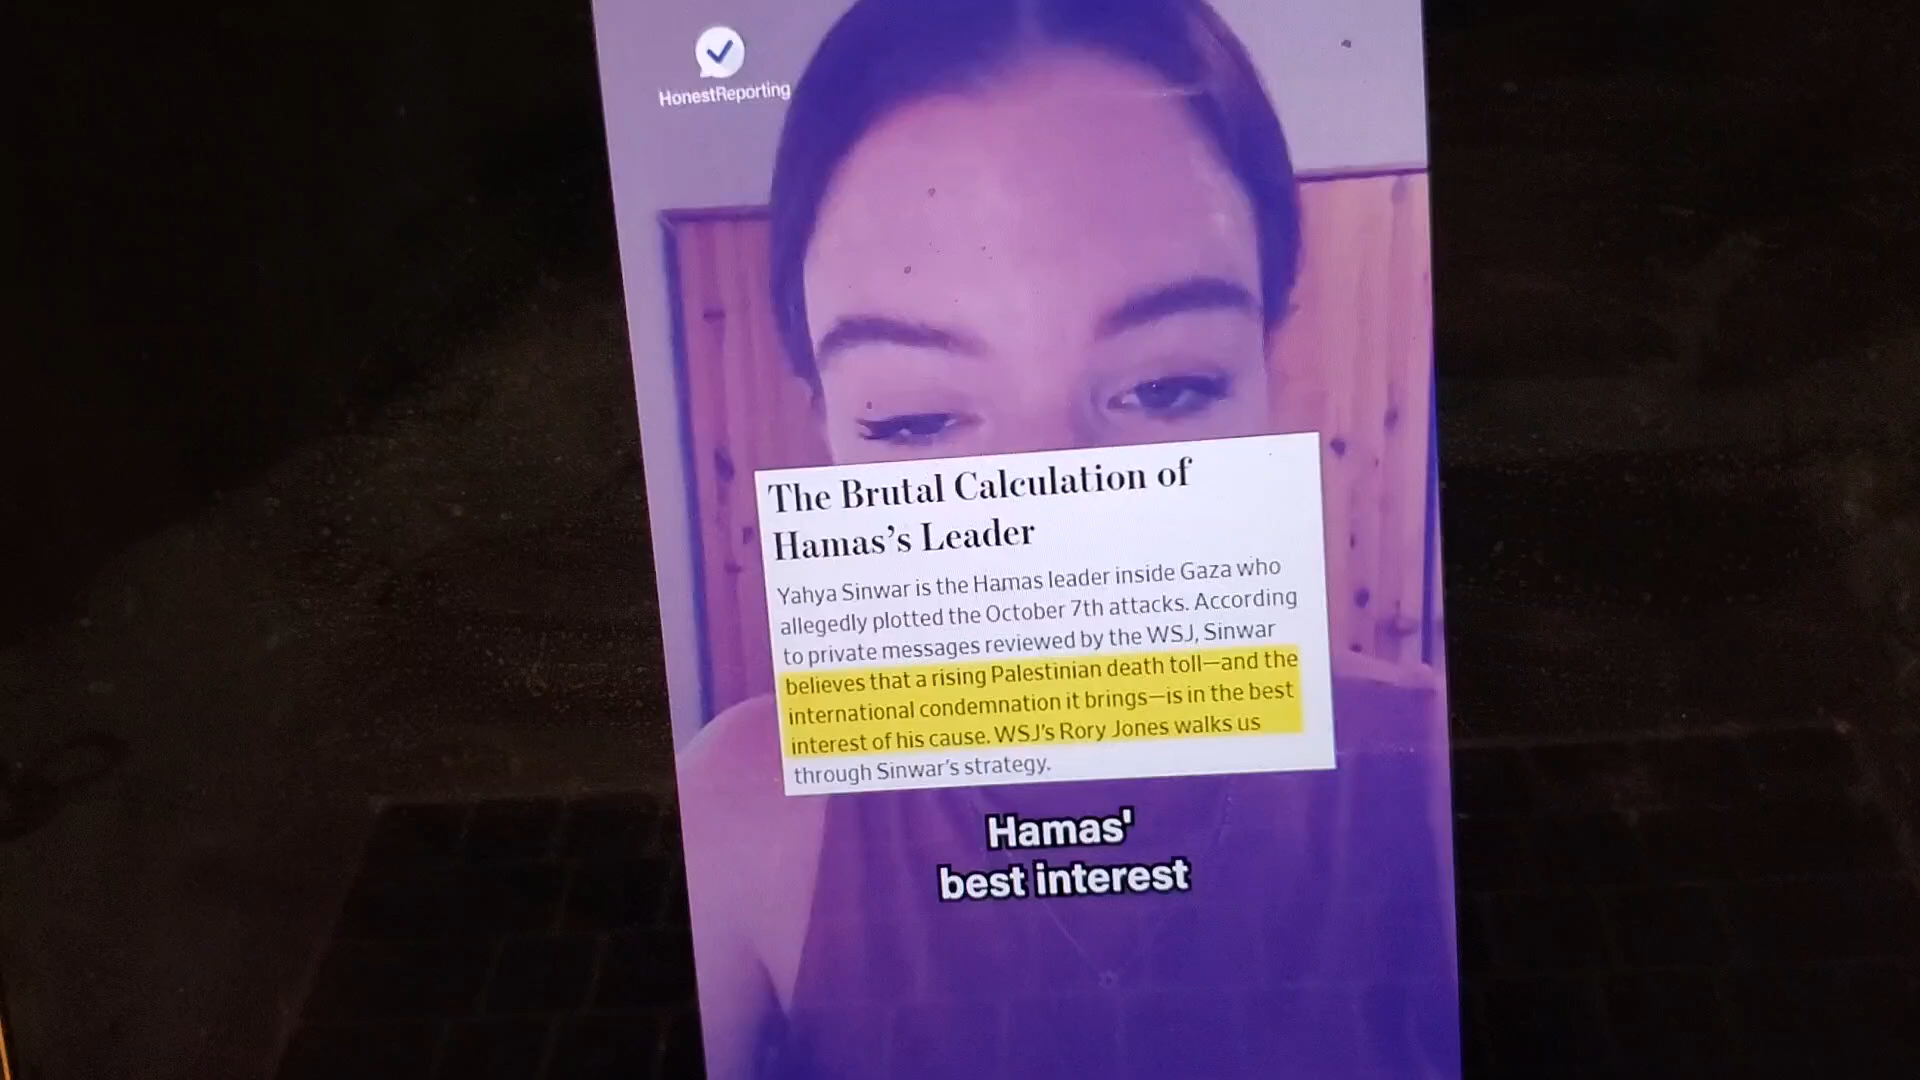 HonestReporting
The Brutal Calculation of
Hamas's Leader
Yahya Sinwar is the Hamas leader inside Gaza who
allegedly plotted the October 7th attacks. According
to private messages reviewed by the WSJ, Sinwar
believes that a rising Palestinian death toll—and the
international condemnation it brings—is in the best
interest of his cause. WSJ's Rory Jones walks us
through Sinwar's strategy.
Hamas'
best interest